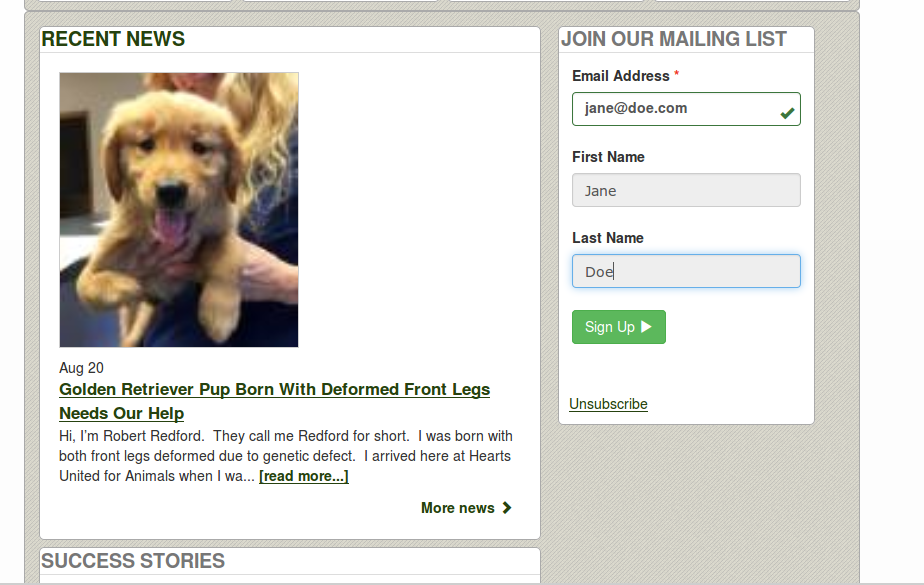 RECENT NEWS
Aug 20
Golden Retriever Pup Born With Deformed Front Legs
Needs Our Help
Hi, I’m Robert Redford.  They call me Redford for short.  I was born with
both front legs deformed due to genetic defect.  I arrived here at Hearts
United for Animals when I wa... [read more...]
More news
SUCCESS STORIES
JOIN OUR MAILING LIST
Email Address *
jane@doe.com
First Name
Jane
Last Name
Doe
Sign Up
Unsubscribe